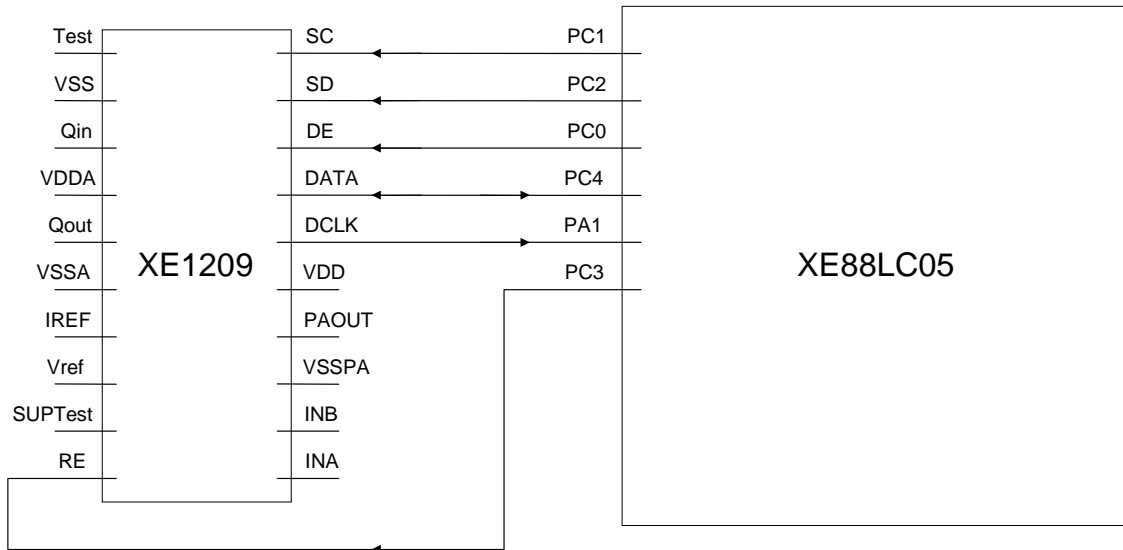 Test SC PC1
VSS SD PC2
Qin DE PC0
VDDA DATA PC4
Qout DCLK PA1
XE1209
XE88LC05
VSSA VDD PC3
IREF PAOUT
Vref VSSPA
SUPTest INB
RE INA